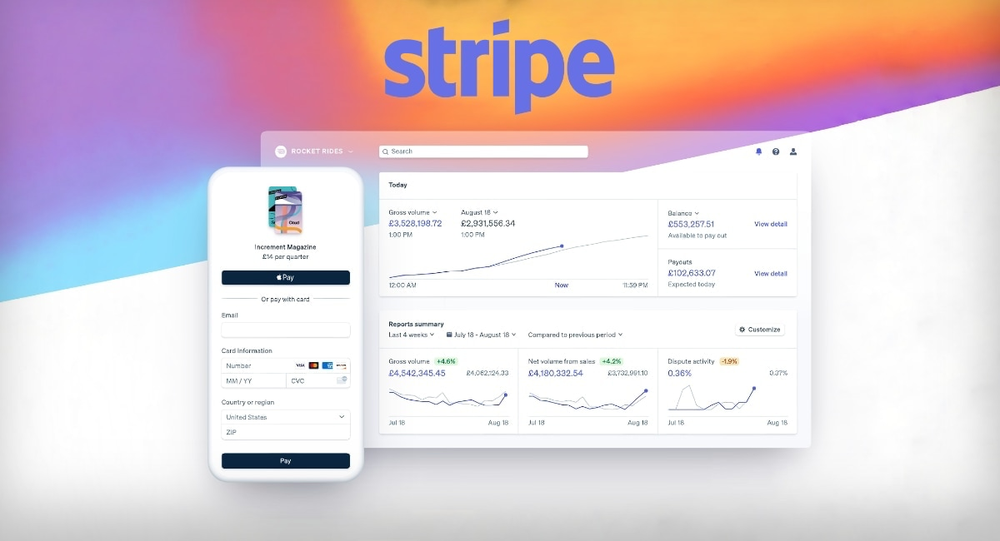 stripe
ROCKET RIDES
Search
Today
Gross volume
£3,528,198.72
1:00 PM
August 18
£2,931,556.34
1:00 PM
12:00 AM
Now
11:59 PM
Balance
£553,257.51
View detail
Available to pay out
Payouts
£102,633.07
View detail
Expected today
Reports summary
Last 4 weeks
July 18 - August 18
Compared to previous period
Customize
Gross volume +4.6%
£4,542,345.45 £4,062,124.33
Jul 18 Aug 18
Net volume from sales +4.2%
£4,180,332.54 £3,732,991.10
Jul 18 Aug 18
Dispute activity -1.9%
0.36% 0.37%
Jul 18 Aug 18
Cloud
Increment Magazine
£14 per quarter
Pay
Or pay with card
Email
Card Information
Number VISA
MM / YY CVC
Country or region
United States
ZIP
Pay